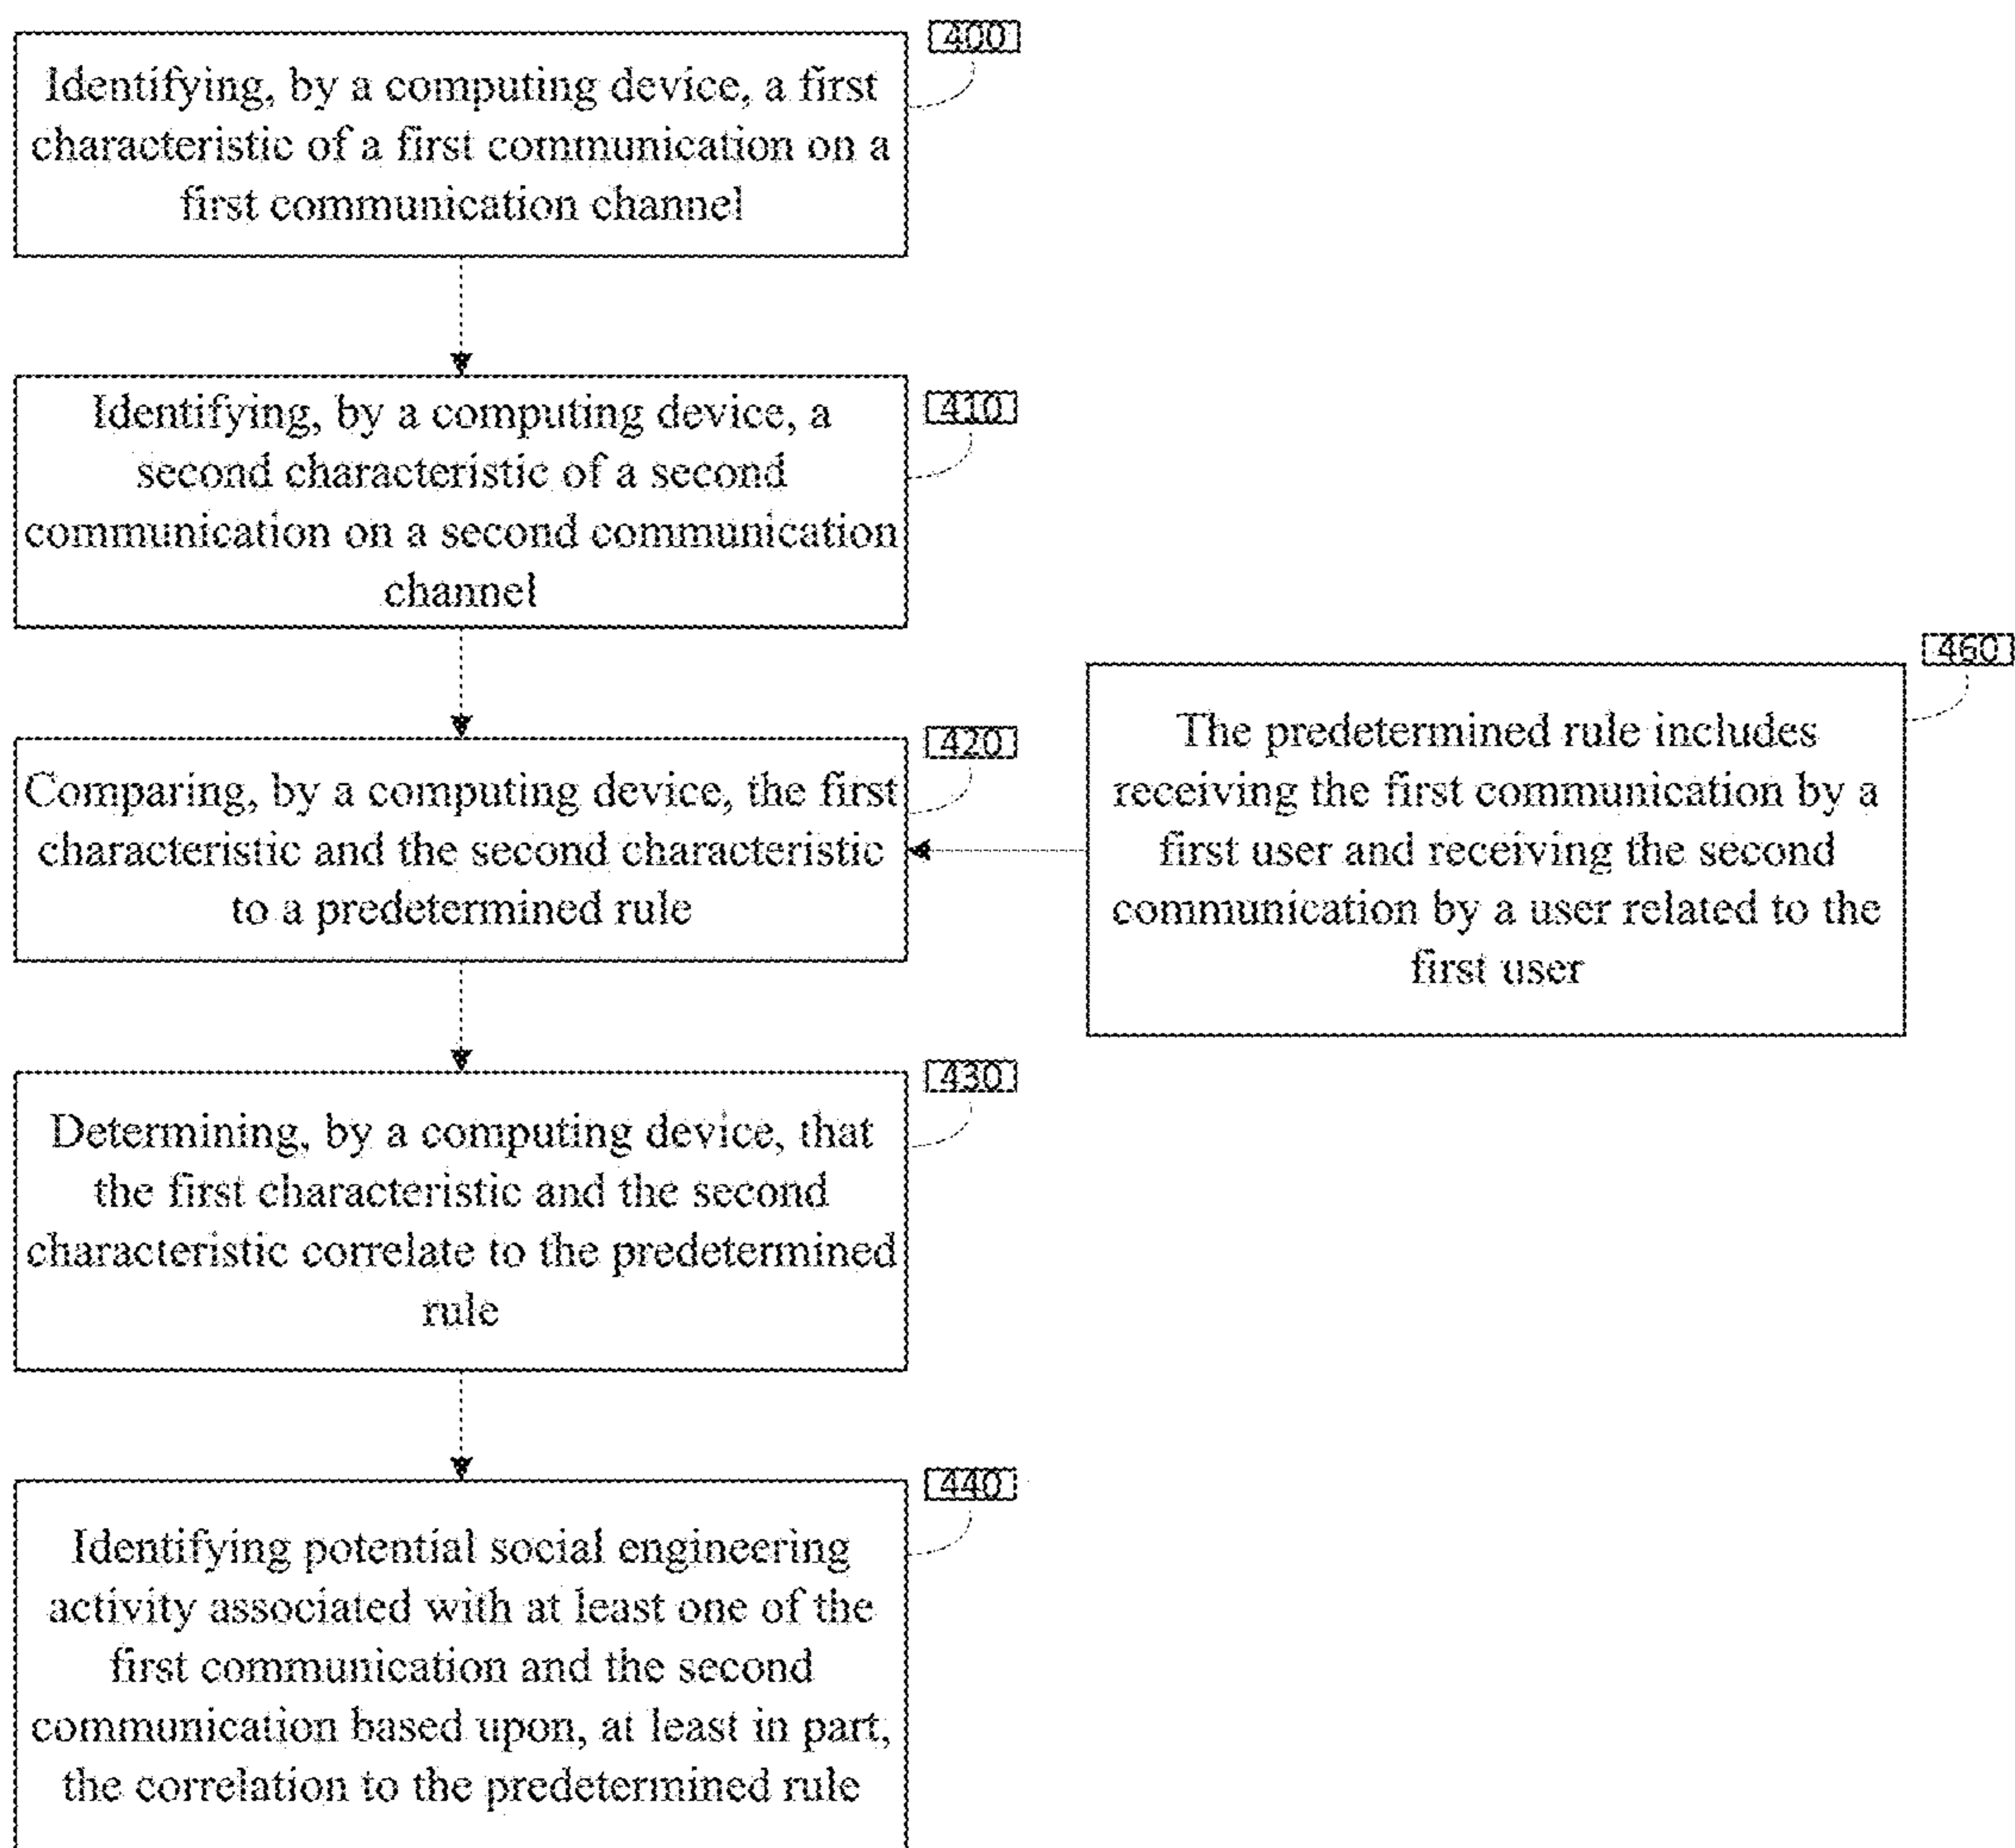 400
Identifying, by a computing device, a first
characteristic of a first communication on a
first communication channel
410
Identifying, by a computing device, a
second characteristic of a second
communication on a second communication
channel
420
Comparing, by a computing device, the first
characteristic and the second characteristic
to a predetermined rule
460
The predetermined rule includes
receiving the first communication by a
first user and receiving the second
communication by a user related to the
first user
430
Determining, by a computing device, that
the first characteristic and the second
characteristic correlate to the predetermined
rule
440
Identifying potential social engineering
activity associated with at least one of the
first communication and the second
communication based upon, at least in part,
the correlation to the predetermined rule